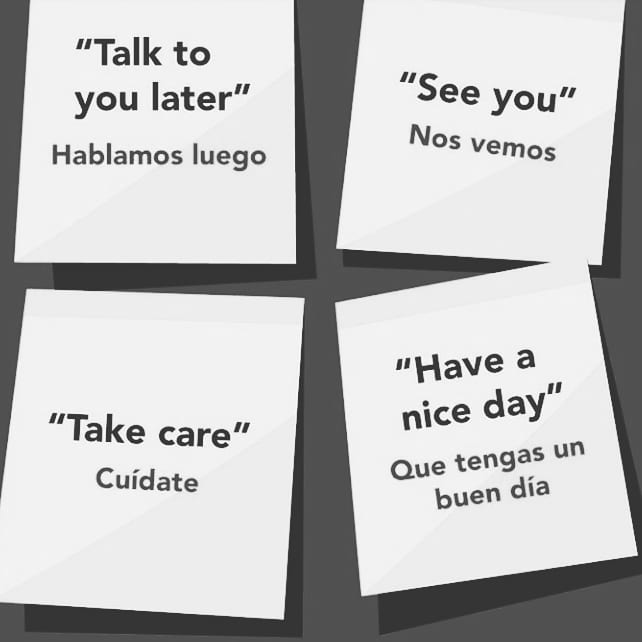 “Talk to
you later”
Hablamos luego
“See you”
Nos vemos
“Take care”
Cuídate
“Have a
nice day”
Que tengas un
buen día